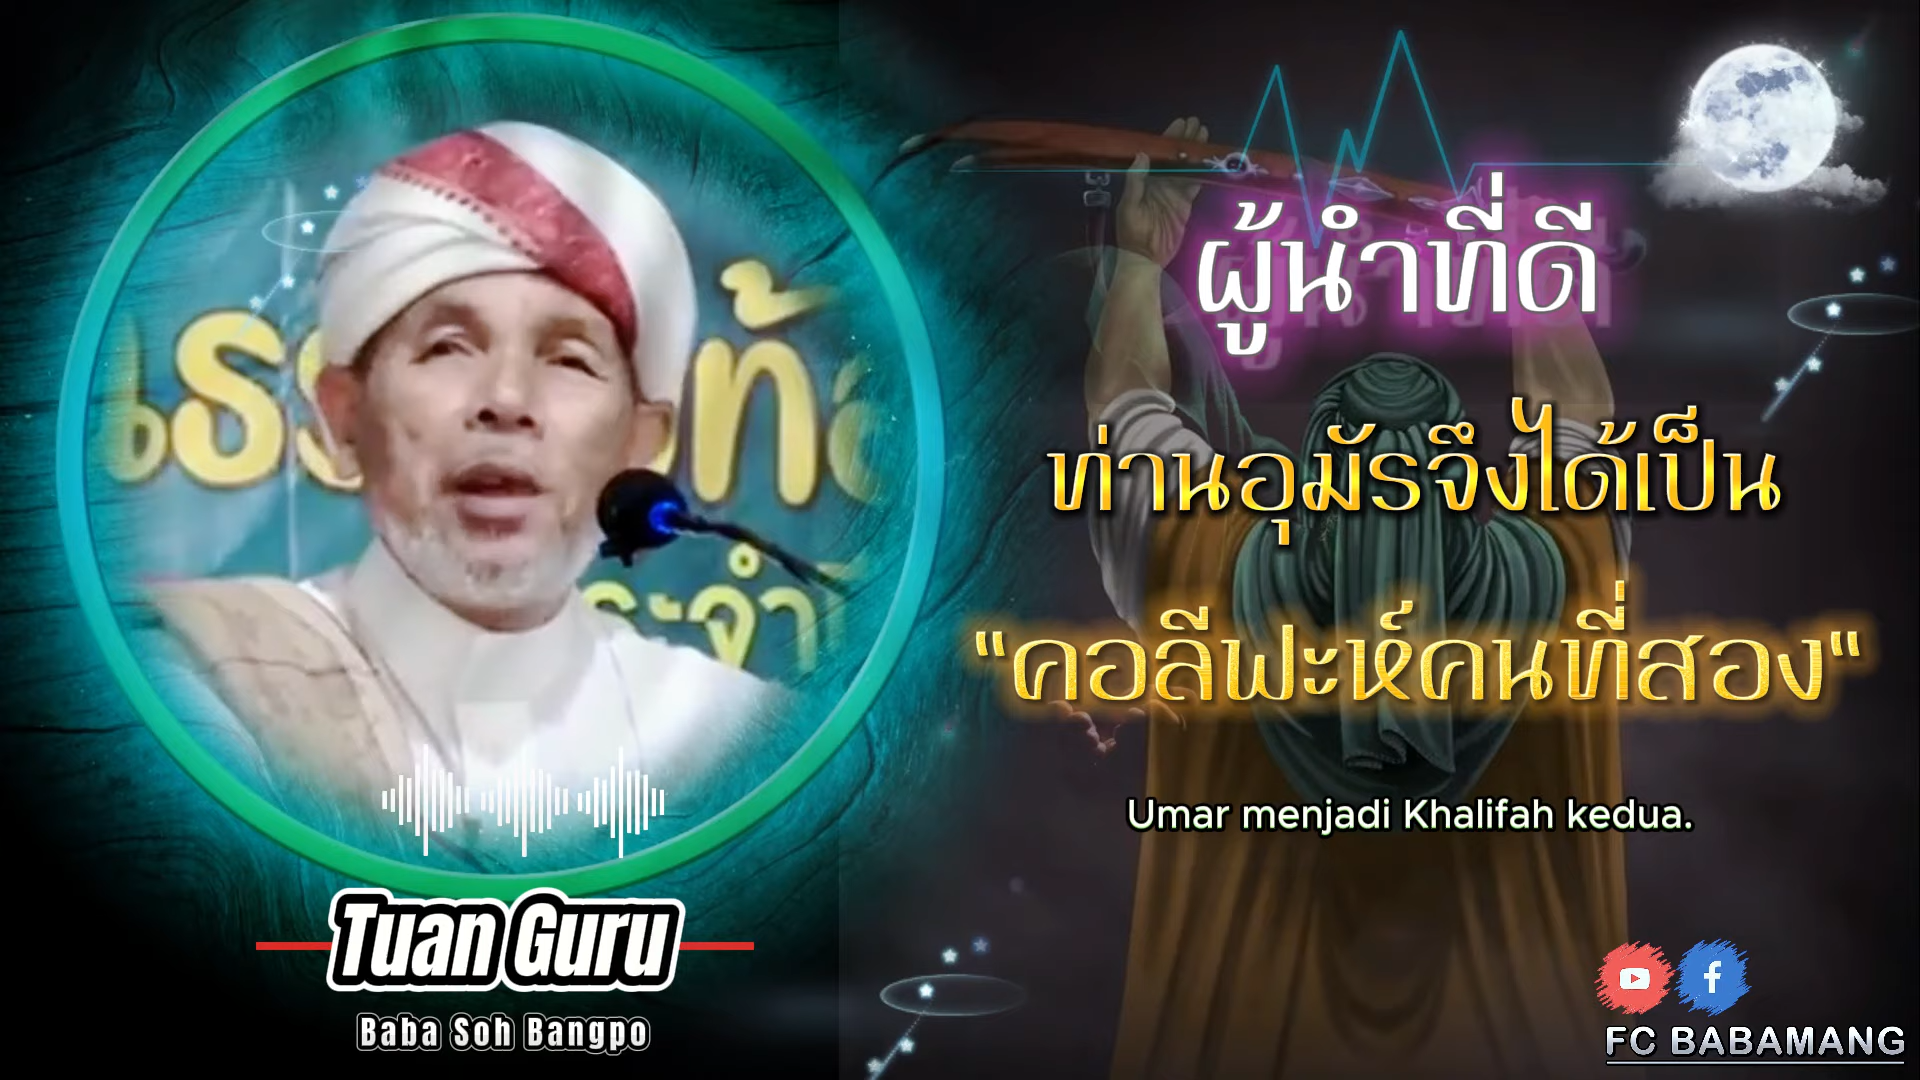 ผู้นำที่ดี
ท่านอุมัรจึงได้เป็น
"คอลีฟะห์คนที่สอง"
Umar menjadi Khalifah kedua.
Tuan Guru
Baba Soh Bangpo
FC BABAMANG